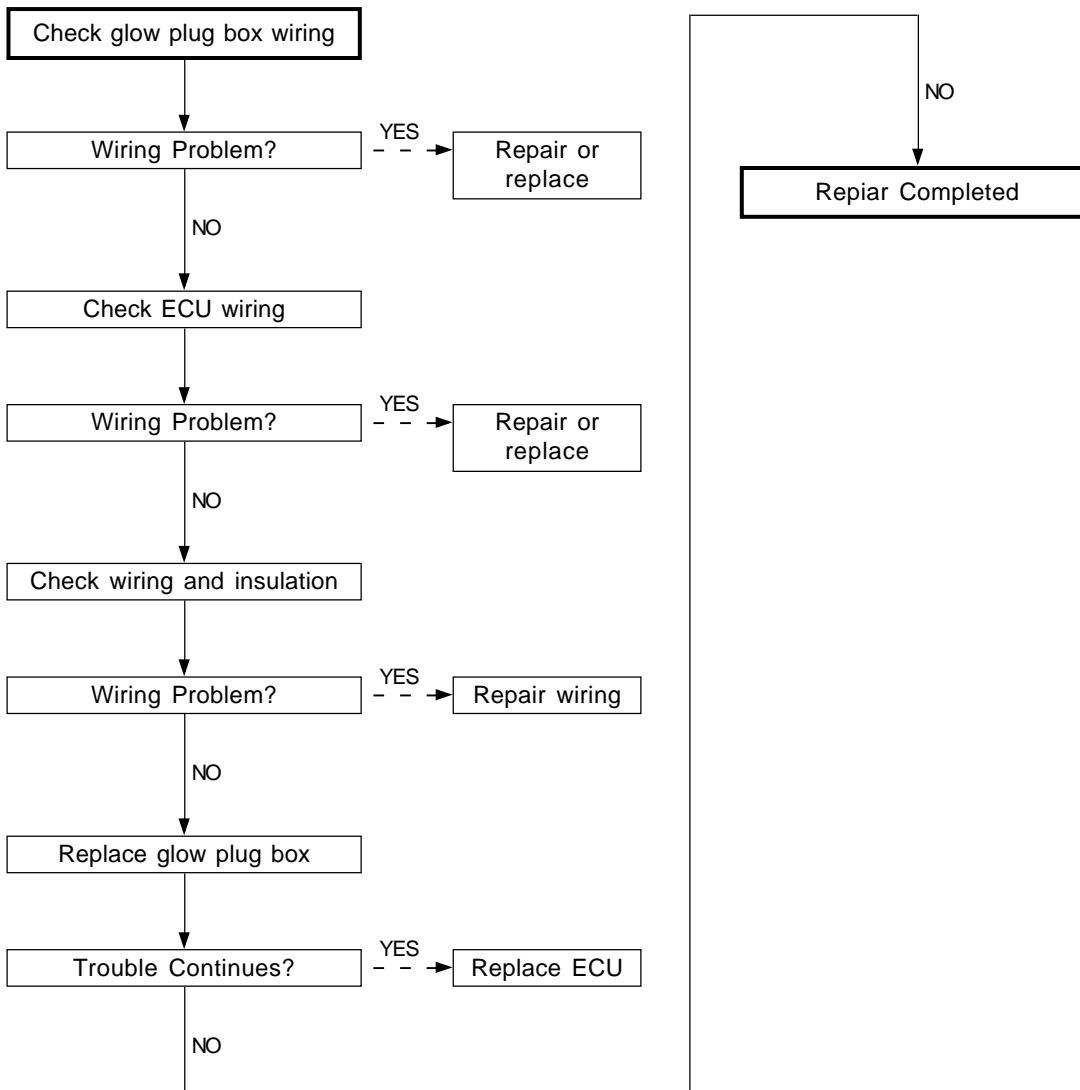 Check glow plug box wiring
Wiring Problem?
YES
Repair or
replace
NO
Check ECU wiring
Wiring Problem?
YES
Repair or
replace
NO
Check wiring and insulation
Wiring Problem?
YES
Repair wiring
NO
Replace glow plug box
Trouble Continues?
YES
Replace ECU
NO
NO
Repiar Completed